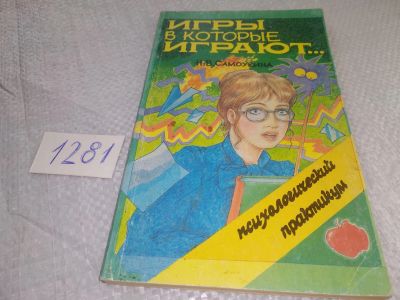 ИГРЫ
В КОТОРЫЕ
ИГРАЮТ...
Н.В. САМОУКИНА
1281
психологический
практикум